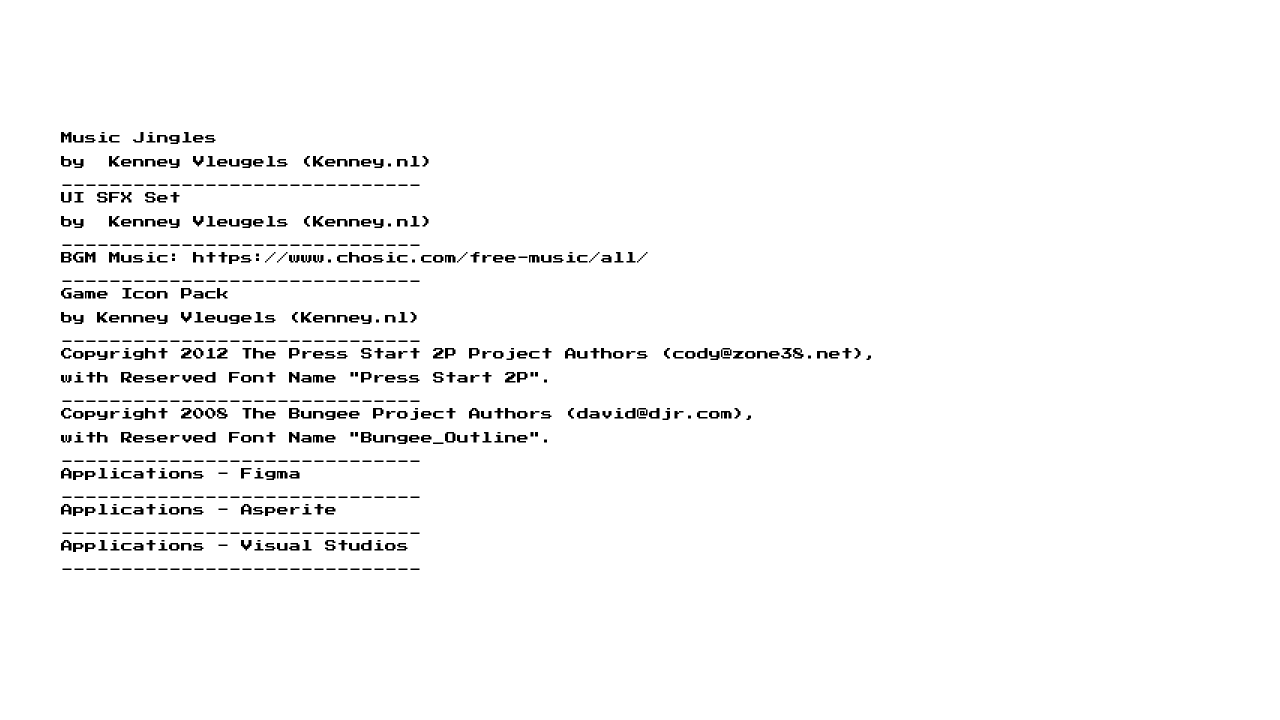 Music Jingles
by  Kenney Vleugels (Kenney.nl)
______________________________
UI SFX Set
by  Kenney Vleugels (Kenney.nl)
______________________________
BGM Music: https://www.chosic.com/free-music/all/
______________________________
Game Icon Pack
by Kenney Vleugels (Kenney.nl)
______________________________
Copyright 2012 The Press Start 2P Project Authors (cody@zone38.net),
with Reserved Font Name "Press Start 2P".
______________________________
Copyright 2008 The Bungee Project Authors (david@djr.com),
with Reserved Font Name "Bungee_Outline".
______________________________
Applications - Figma
______________________________
Applications - Asperite
______________________________
Applications - Visual Studios
______________________________